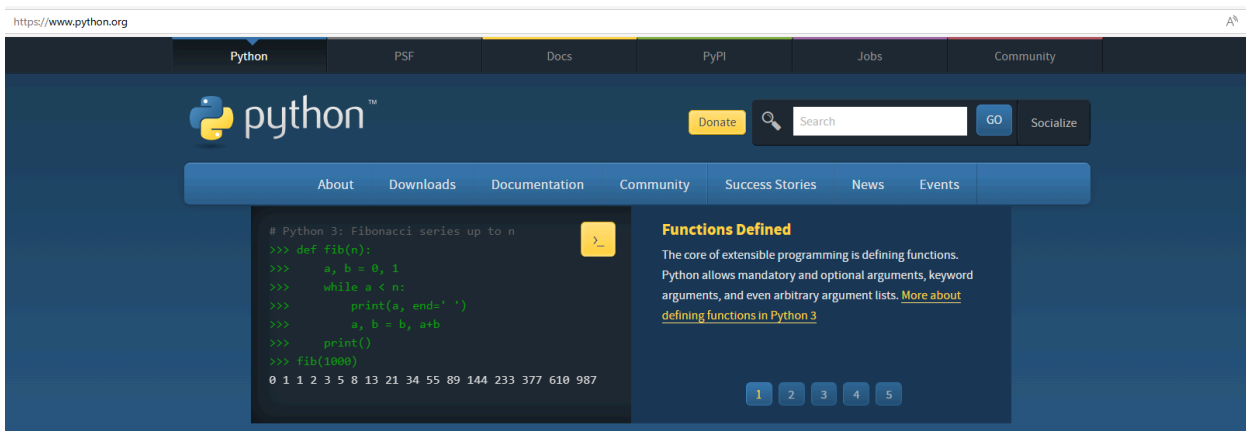 https://www.python.org
Python PSF Docs PyPI Jobs Community
python™
Donate Search GO Socialize
About Downloads Documentation Community Success Stories News Events
# Python 3: Fibonacci series up to n
>>> def fib(n):
>>>     a, b = 0, 1
>>>     while a < n:
>>>         print(a, end=' ')
>>>         a, b = b, a+b
>>>     print()
>>> fib(1000)
0 1 1 2 3 5 8 13 21 34 55 89 144 233 377 610 987
>_
Functions Defined
The core of extensible programming is defining functions.
Python allows mandatory and optional arguments, keyword
arguments, and even arbitrary argument lists. More about
defining functions in Python 3
1 2 3 4 5